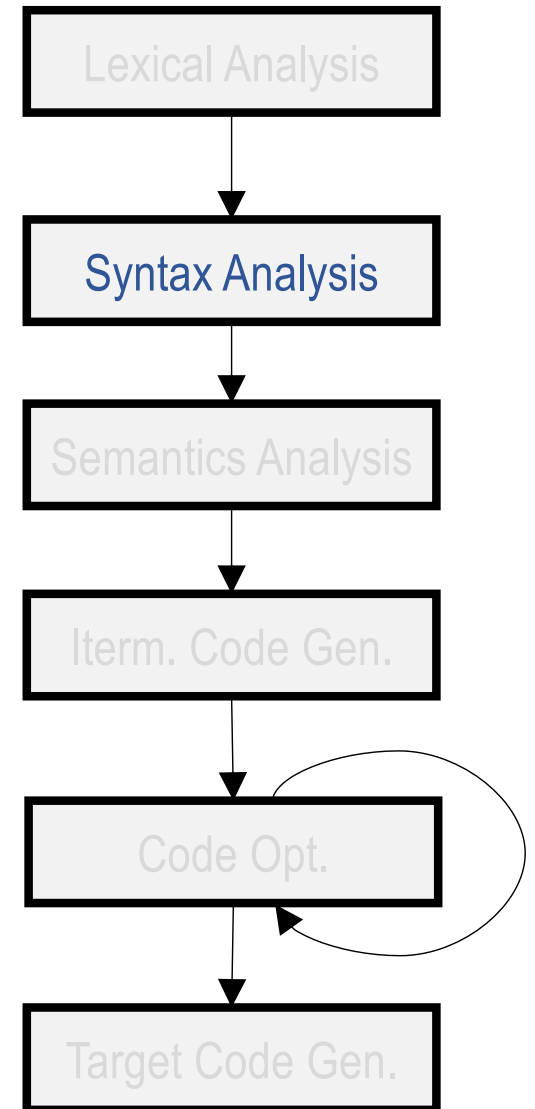 Lexical Analysis
Syntax Analysis
Semantics Analysis
Iterm. Code Gen.
Code Opt.
Target Code Gen.